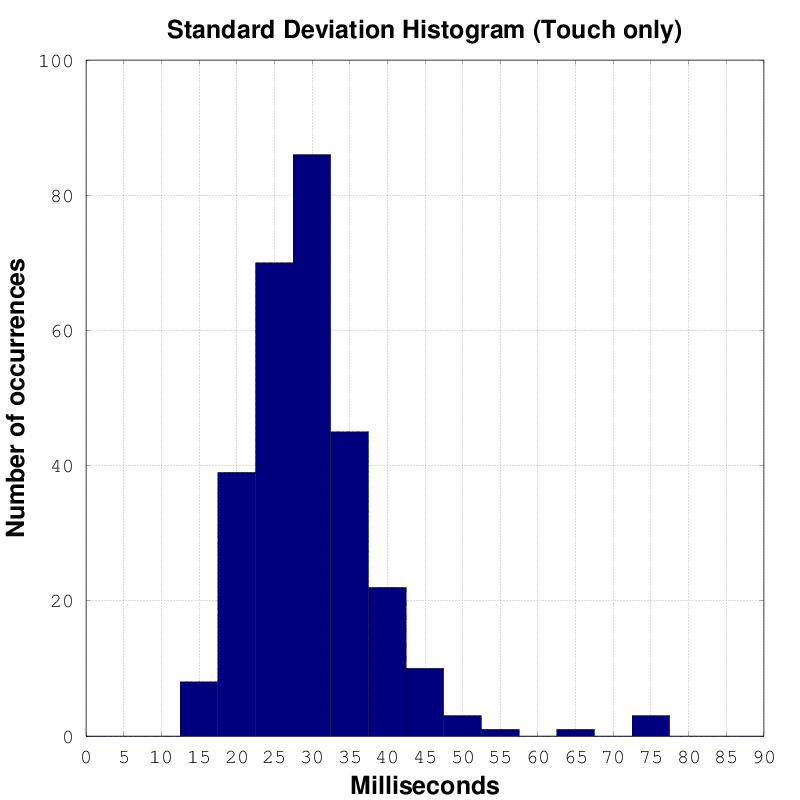 Standard Deviation Histogram (Touch only)
100
80
60
40
20
0
Number of occurrences
0 5 10 15 20 25 30 35 40 45 50 55 60 65 70 75 80 85 90
Milliseconds